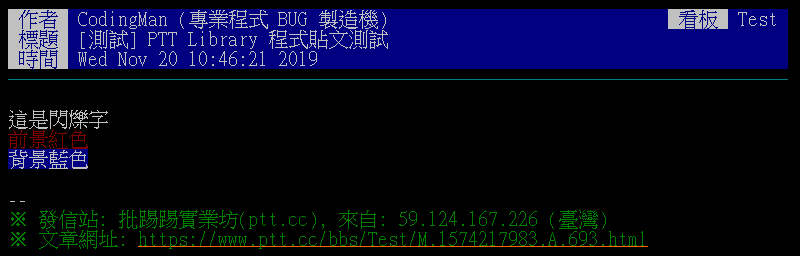 作者 CodingMan (專業程式 BUG 製造機) 看板 Test
標題 [測試] PTT Library 程式貼文測試
時間 Wed Nov 20 10:46:21 2019
這是閃爍字
前景紅色
背景藍色
--
※ 發信站: 批踢踢實業坊(ptt.cc), 來自: 59.124.167.226 (臺灣)
※ 文章網址: https://www.ptt.cc/bbs/Test/M.1574217983.A.693.html